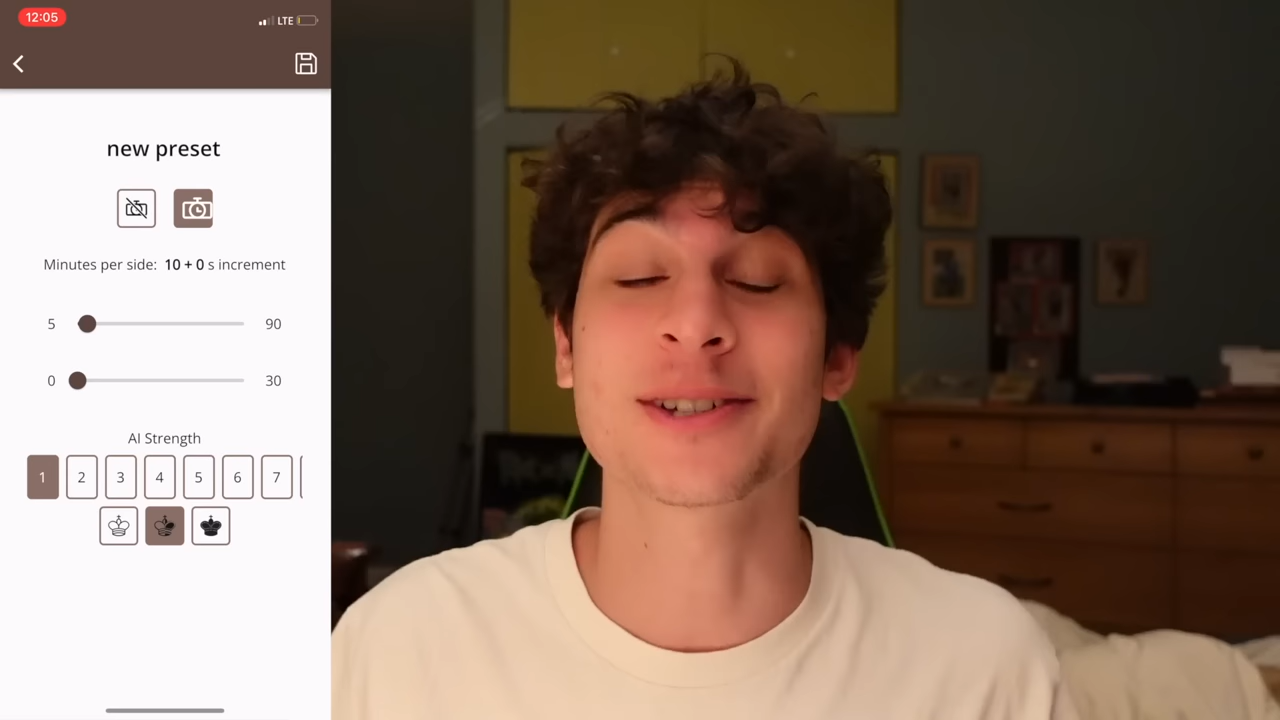 12:05
LTE
new preset
Minutes per side: 10 + 0 s increment
5 90
0 30
AI Strength
1 2 3 4 5 6 7